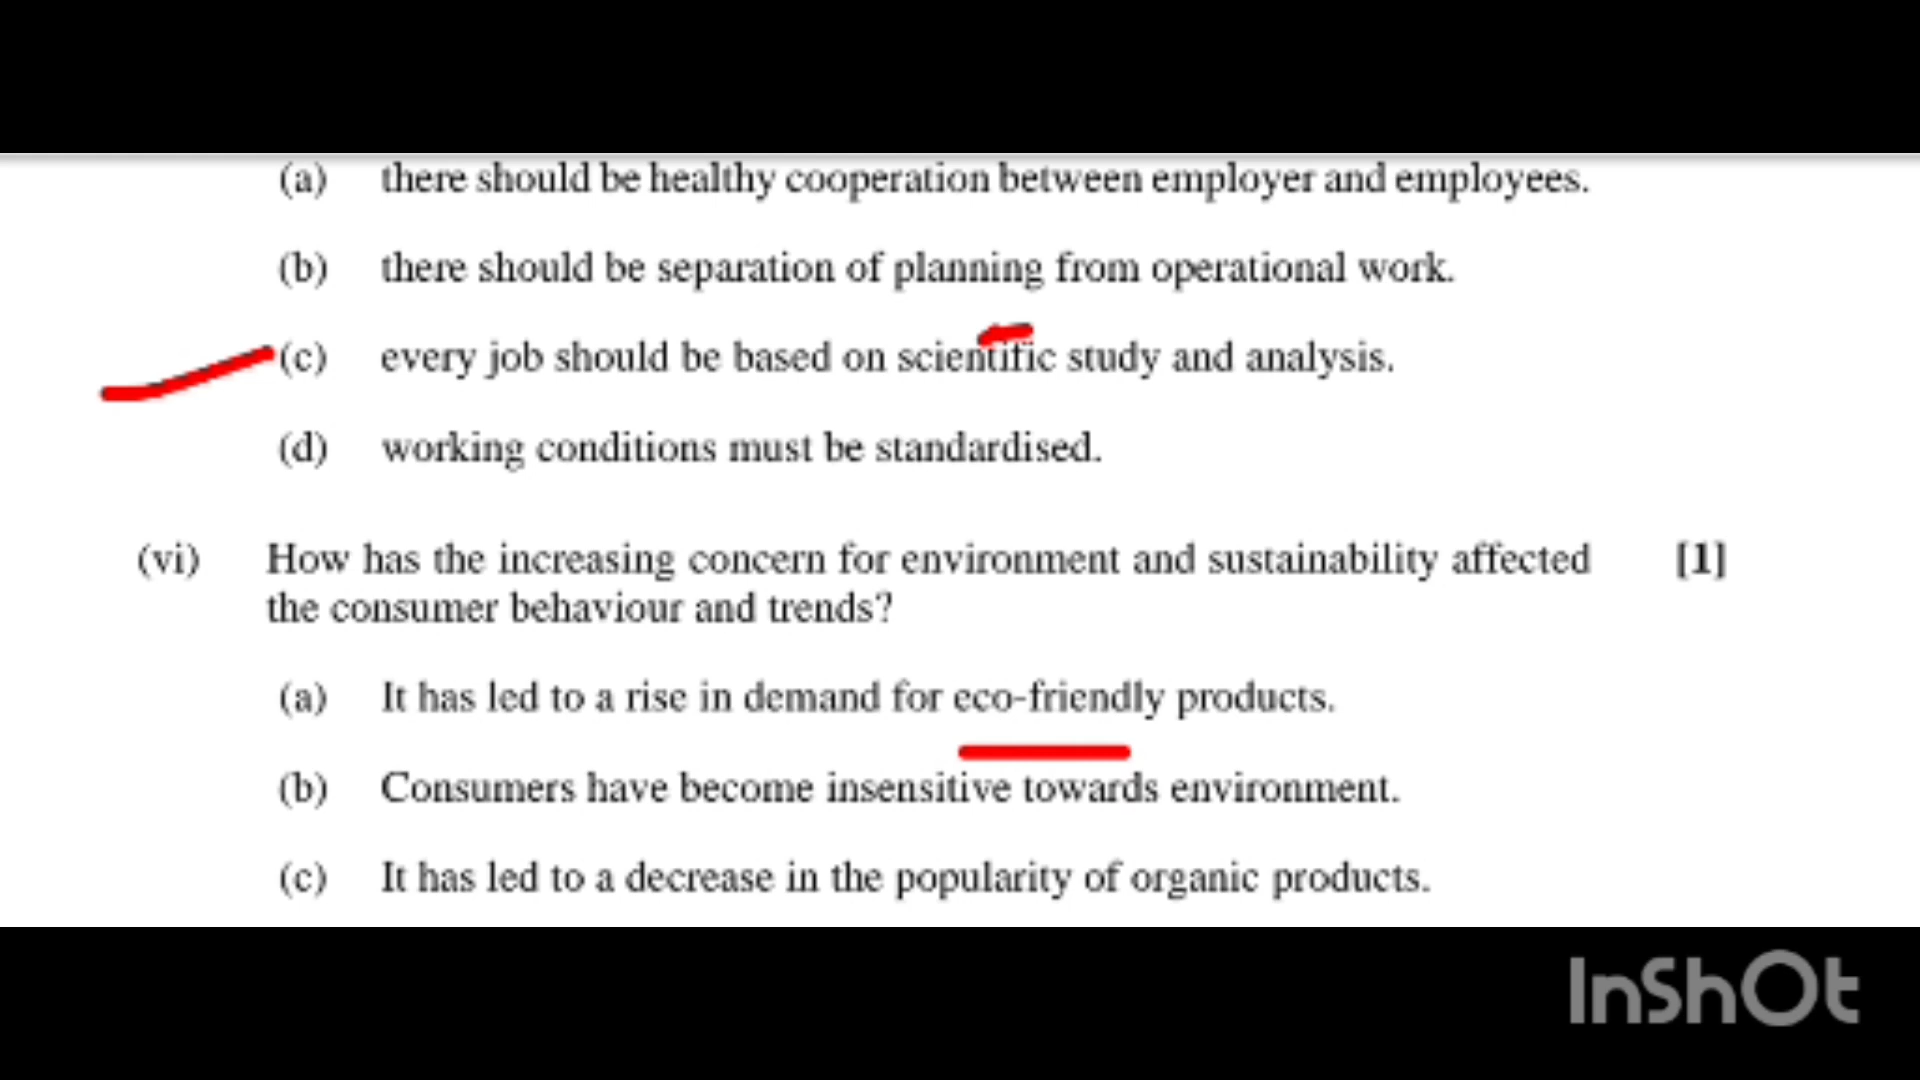 (a) there should be healthy cooperation between employer and employees.
(b) there should be separation of planning from operational work.
(c) every job should be based on scientific study and analysis.
(d) working conditions must be standardised.
(vi) How has the increasing concern for environment and sustainability affected [1]
the consumer behaviour and trends?
(a) It has led to a rise in demand for eco-friendly products.
(b) Consumers have become insensitive towards environment.
(c) It has led to a decrease in the popularity of organic products.
InShOt